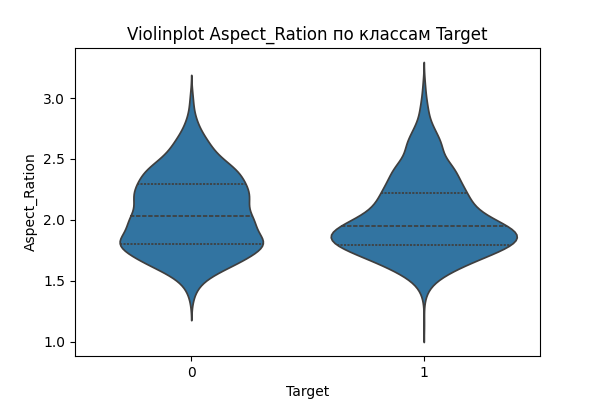 Violinplot Aspect_Ration по классам Target
Aspect_Ration
3.0
2.5
2.0
1.5
1.0
0
1
Target